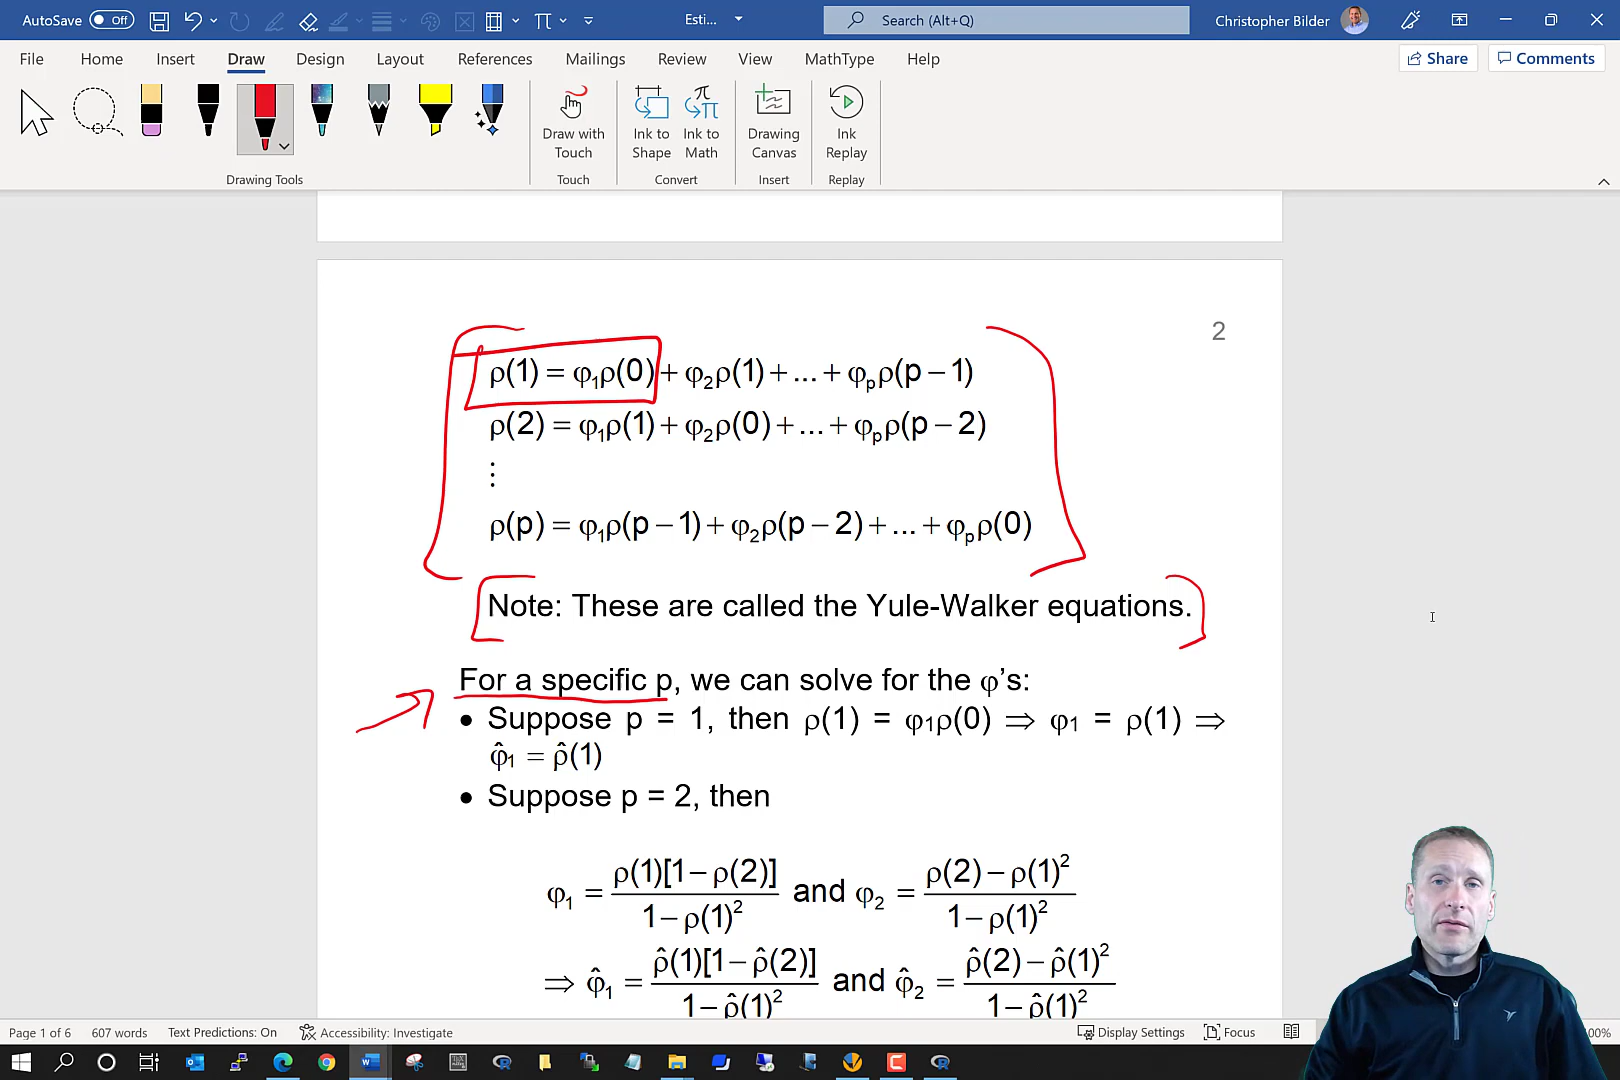 AutoSave Off Esti... Search (Alt+Q) Christopher Bilder
File Home Insert Draw Design Layout References Mailings Review View MathType Help Share Comments
Draw with Touch
Ink to Shape
Ink to Math
Drawing Canvas
Ink Replay
Drawing Tools Touch Convert Insert Replay
2
ρ(1) = φ₁ρ(0) + φ₂ρ(1) + ... + φₚρ(p − 1)
ρ(2) = φ₁ρ(1) + φ₂ρ(0) + ... + φₚρ(p − 2)
⋮
ρ(p) = φ₁ρ(p − 1) + φ₂ρ(p − 2) + ... + φₚρ(0)
Note: These are called the Yule-Walker equations.
For a specific p, we can solve for the φ's:
• Suppose p = 1, then ρ(1) = φ₁ρ(0) ⇒ φ₁ = ρ(1) ⇒
φ̂₁ = ρ̂(1)
• Suppose p = 2, then
φ₁ = ρ(1)[1 − ρ(2)] / 1 − ρ(1)² and φ₂ = ρ(2) − ρ(1)² / 1 − ρ(1)²
⇒ φ̂₁ = ρ̂(1)[1 − ρ̂(2)] / 1 − ρ̂(1)² and φ̂₂ = ρ̂(2) − ρ̂(1)² / 1 − ρ̂(1)²
Page 1 of 6 607 words Text Predictions: On Accessibility: Investigate Display Settings Focus